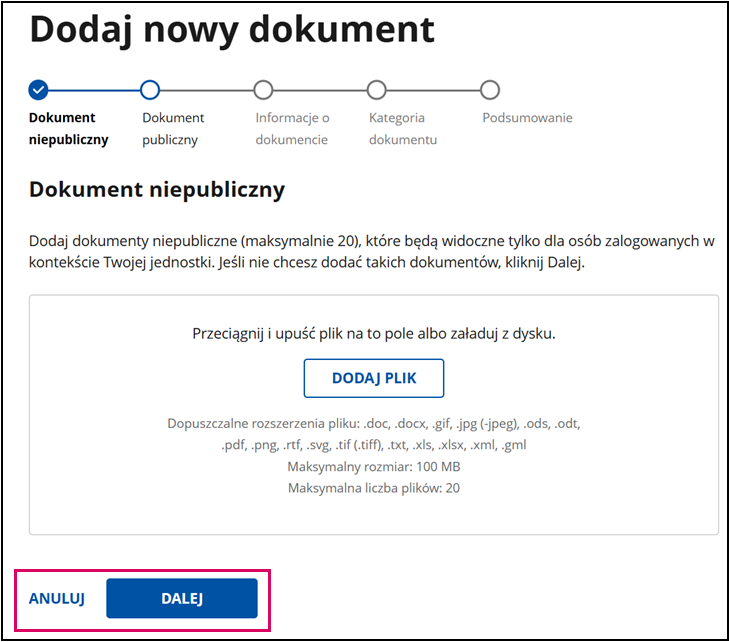 Dodaj nowy dokument
Dokument niepubliczny
Dokument publiczny
Informacje o dokumencie
Kategoria dokumentu
Podsumowanie
Dokument niepubliczny
Dodaj dokumenty niepubliczne (maksymalnie 20), które będą widoczne tylko dla osób zalogowanych w
kontekście Twojej jednostki. Jeśli nie chcesz dodać takich dokumentów, kliknij Dalej.
Przeciągnij i upuść plik na to pole albo załaduj z dysku.
DODAJ PLIK
Dopuszczalne rozszerzenia pliku: .doc, .docx, .gif, .jpg (-jpeg), .ods, .odt,
.pdf, .png, .rtf, .svg, .tif (.tiff), .txt, .xls, .xlsx, .xml, .gml
Maksymalny rozmiar: 100 MB
Maksymalna liczba plików: 20
ANULUJ
DALEJ